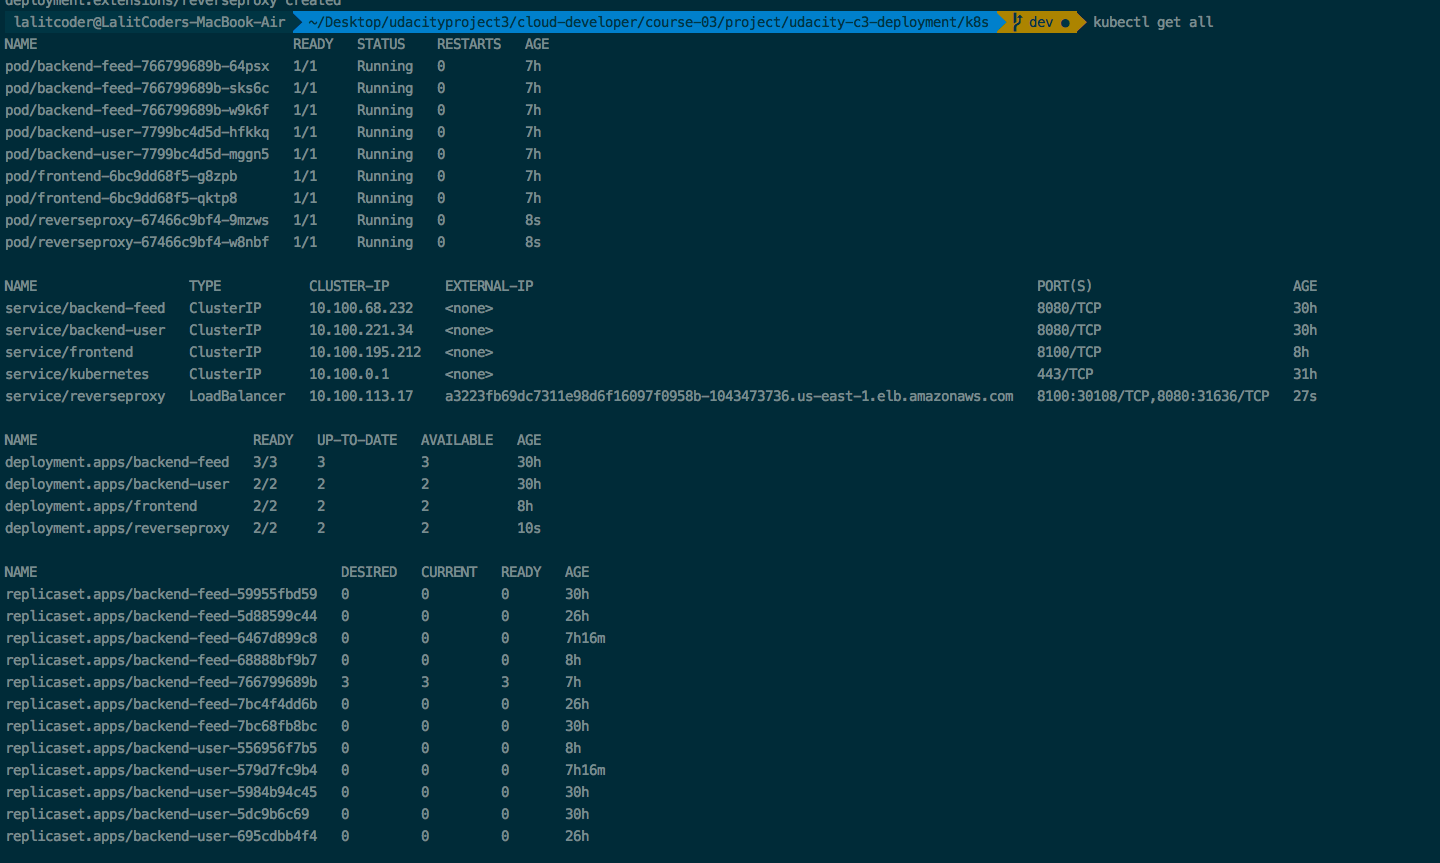 deployment.extensions/reverseproxy created
lalitcoder@LalitCoders-MacBook-Air ~/Desktop/udacityproject3/cloud-developer/course-03/project/udacity-c3-deployment/k8s dev ● kubectl get all
NAME READY STATUS RESTARTS AGE
pod/backend-feed-766799689b-64psx 1/1 Running 0 7h
pod/backend-feed-766799689b-sks6c 1/1 Running 0 7h
pod/backend-feed-766799689b-w9k6f 1/1 Running 0 7h
pod/backend-user-7799bc4d5d-hfkkq 1/1 Running 0 7h
pod/backend-user-7799bc4d5d-mggn5 1/1 Running 0 7h
pod/frontend-6bc9dd68f5-g8zpb 1/1 Running 0 7h
pod/frontend-6bc9dd68f5-qktp8 1/1 Running 0 7h
pod/reverseproxy-67466c9bf4-9mzws 1/1 Running 0 8s
pod/reverseproxy-67466c9bf4-w8nbf 1/1 Running 0 8s
NAME TYPE CLUSTER-IP EXTERNAL-IP PORT(S) AGE
service/backend-feed ClusterIP 10.100.68.232 <none> 8080/TCP 30h
service/backend-user ClusterIP 10.100.221.34 <none> 8080/TCP 30h
service/frontend ClusterIP 10.100.195.212 <none> 8100/TCP 8h
service/kubernetes ClusterIP 10.100.0.1 <none> 443/TCP 31h
service/reverseproxy LoadBalancer 10.100.113.17 a3223fb69dc7311e98d6f16097f0958b-1043473736.us-east-1.elb.amazonaws.com 8100:30108/TCP,8080:31636/TCP 27s
NAME READY UP-TO-DATE AVAILABLE AGE
deployment.apps/backend-feed 3/3 3 3 30h
deployment.apps/backend-user 2/2 2 2 30h
deployment.apps/frontend 2/2 2 2 8h
deployment.apps/reverseproxy 2/2 2 2 10s
NAME DESIRED CURRENT READY AGE
replicaset.apps/backend-feed-59955fbd59 0 0 0 30h
replicaset.apps/backend-feed-5d88599c44 0 0 0 26h
replicaset.apps/backend-feed-6467d899c8 0 0 0 7h16m
replicaset.apps/backend-feed-68888bf9b7 0 0 0 8h
replicaset.apps/backend-feed-766799689b 3 3 3 7h
replicaset.apps/backend-feed-7bc4f4dd6b 0 0 0 26h
replicaset.apps/backend-feed-7bc68fb8bc 0 0 0 30h
replicaset.apps/backend-user-556956f7b5 0 0 0 8h
replicaset.apps/backend-user-579d7fc9b4 0 0 0 7h16m
replicaset.apps/backend-user-5984b94c45 0 0 0 30h
replicaset.apps/backend-user-5dc9b6c69 0 0 0 30h
replicaset.apps/backend-user-695cdbb4f4 0 0 0 26h